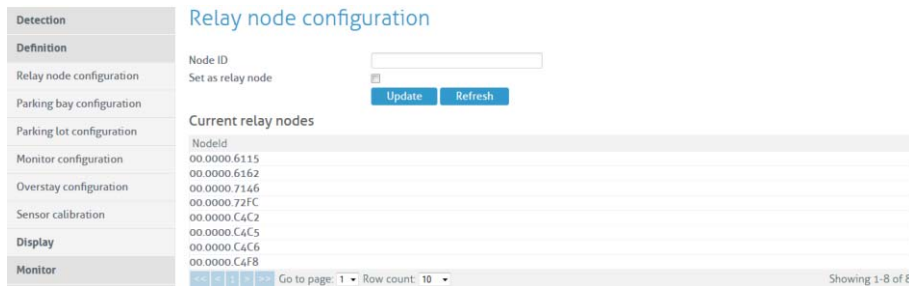 Detection
Definition
Relay node configuration
Parking bay configuration
Parking lot configuration
Monitor configuration
Overstay configuration
Sensor calibration
Display
Monitor
Relay node configuration
Node ID
Set as relay node
Update Refresh
Current relay nodes
NodeId
00.0000.6115
00.0000.6162
00.0000.7146
00.0000.72FC
00.0000.C4C2
00.0000.C4C5
00.0000.C4C6
00.0000.C4F8
<< < 1 > >> Go to page: 1 Row count: 10 Showing 1-8 of 8